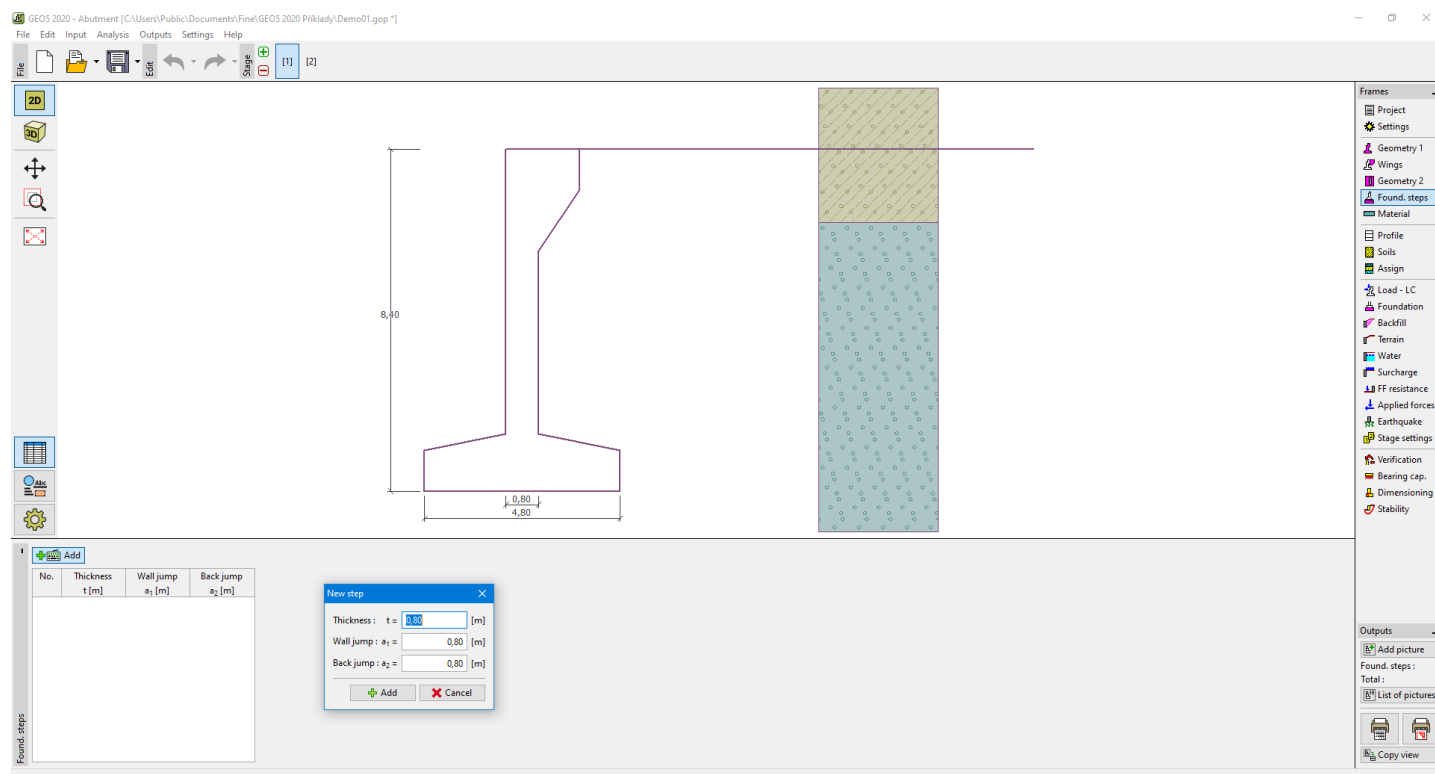 GEO5 2020 - Abutment [C:\Users\Public\Documents\Fine\GEO5 2020 Příklady\Demo01.gop *]
File Edit Input Analysis Outputs Settings Help
File
Edit
Stage
[1] [2]
2D
3D
Abc
8,40
0,80
4,80
Frames
Project
Settings
Geometry 1
Wings
Geometry 2
Found. steps
Material
Profile
Soils
Assign
Load - LC
Foundation
Backfill
Terrain
Water
Surcharge
FF resistance
Applied forces
Earthquake
Stage settings
Verification
Bearing cap.
Dimensioning
Stability
Add
No. Thickness Wall jump Back jump
t [m] a1 [m] a2 [m]
Found. steps
New step
Thickness : t = 0,80 [m]
Wall jump : a1 = 0,80 [m]
Back jump : a2 = 0,80 [m]
Add Cancel
Outputs
Add picture
Found. steps :
Total :
List of pictures
Copy view